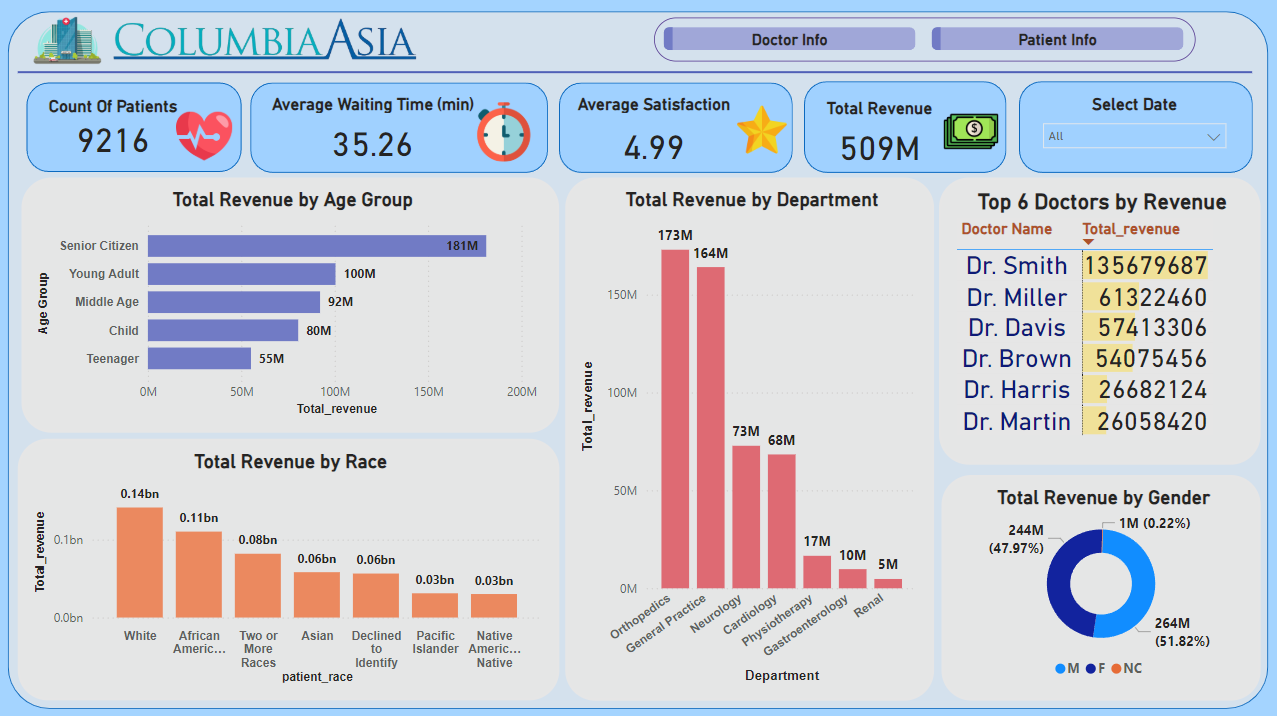 COLUMBIAASIA
Doctor Info
Patient Info
Count Of Patients
9216
Average Waiting Time (min)
35.26
Average Satisfaction
4.99
Total Revenue
509M
Select Date
All
Total Revenue by Age Group
Age Group
Senior Citizen
181M
Young Adult
100M
Middle Age
92M
Child
80M
Teenager
55M
0M 50M 100M 150M 200M
Total_revenue
Total Revenue by Race
Total_revenue
0.1bn
0.0bn
0.14bn
0.11bn
0.08bn
0.06bn
0.06bn
0.03bn
0.03bn
White
African
Americ...
Two or
More
Races
Asian
Declined
to
Identify
Pacific
Islander
Native
Americ...
Native
patient_race
Total Revenue by Department
Total_revenue
150M
100M
50M
0M
173M
164M
73M
68M
17M
10M
5M
Orthopedics
General Practice
Neurology
Cardiology
Physiotherapy
Gastroenterology
Renal
Department
Top 6 Doctors by Revenue
Doctor Name Total_revenue
Dr. Smith 135679687
Dr. Miller 61322460
Dr. Davis 57413306
Dr. Brown 54075456
Dr. Harris 26682124
Dr. Martin 26058420
Total Revenue by Gender
1M (0.22%)
244M
(47.97%)
264M
(51.82%)
M F NC